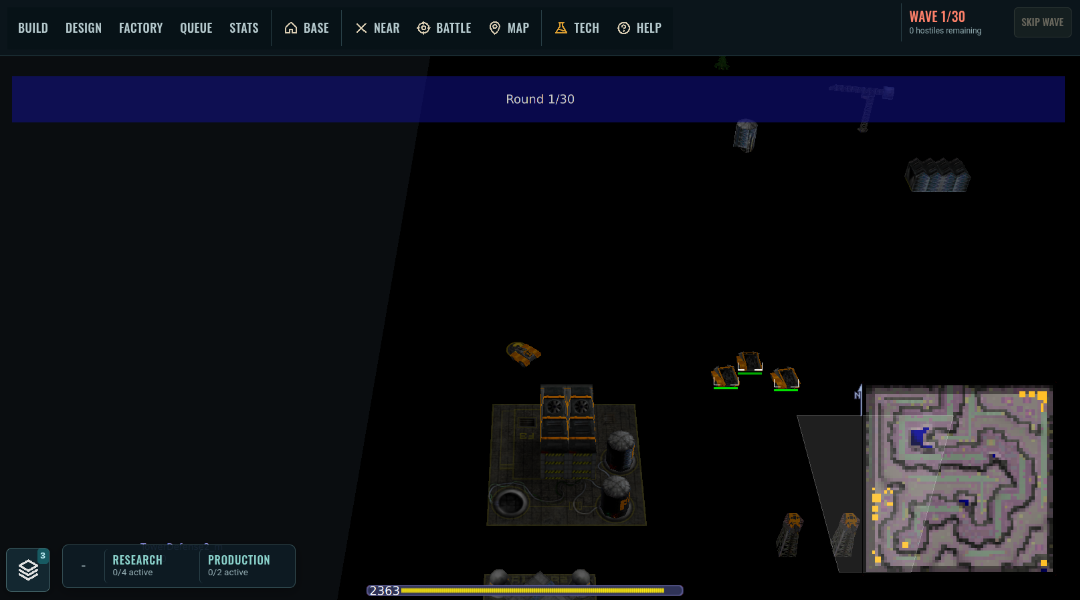 BUILD DESIGN FACTORY QUEUE STATS BASE NEAR BATTLE MAP TECH HELP
WAVE 1/30
0 hostiles remaining
SKIP WAVE
Round 1/30
N
3
-
RESEARCH
0/4 active
PRODUCTION
0/2 active
2363